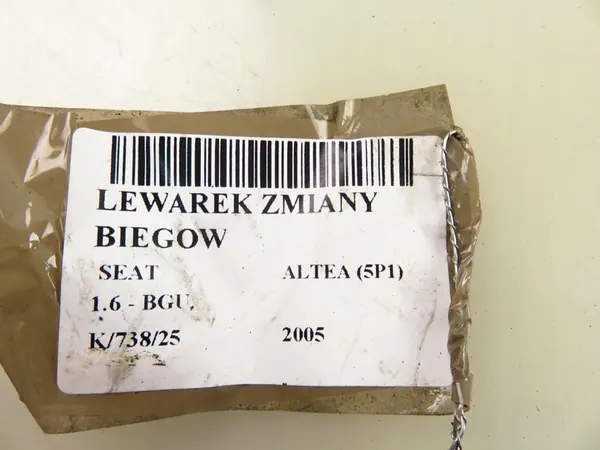 LEWAREK ZMIANY
BIEGOW
SEAT ALTEA (5P1)
1.6 - BGU,
K/738/25 2005